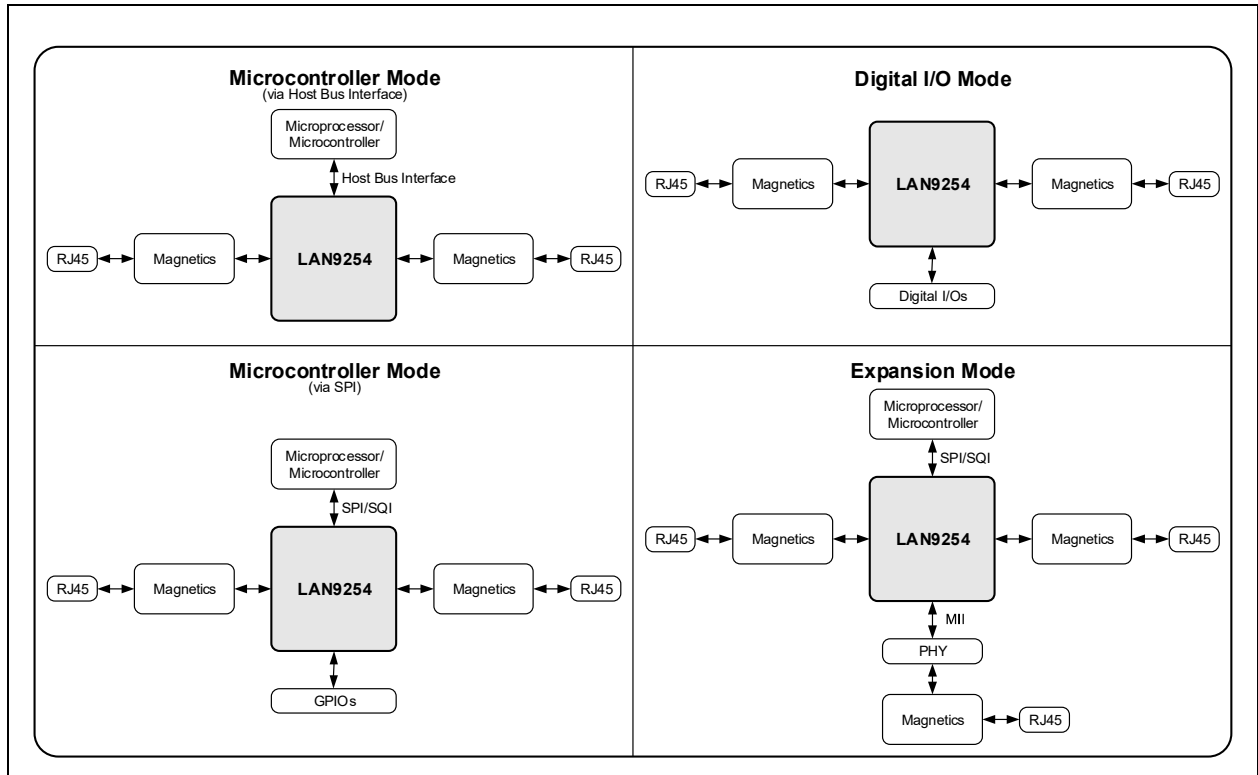 Microcontroller Mode
(via Host Bus Interface)
Microprocessor/
Microcontroller
Host Bus Interface
RJ45
Magnetics
LAN9254
Magnetics
RJ45
Digital I/O Mode
RJ45
Magnetics
LAN9254
Magnetics
RJ45
Digital I/Os
Microcontroller Mode
(via SPI)
Microprocessor/
Microcontroller
SPI/SQI
RJ45
Magnetics
LAN9254
Magnetics
RJ45
GPIOs
Expansion Mode
Microprocessor/
Microcontroller
SPI/SQI
RJ45
Magnetics
LAN9254
Magnetics
RJ45
MII
PHY
Magnetics
RJ45